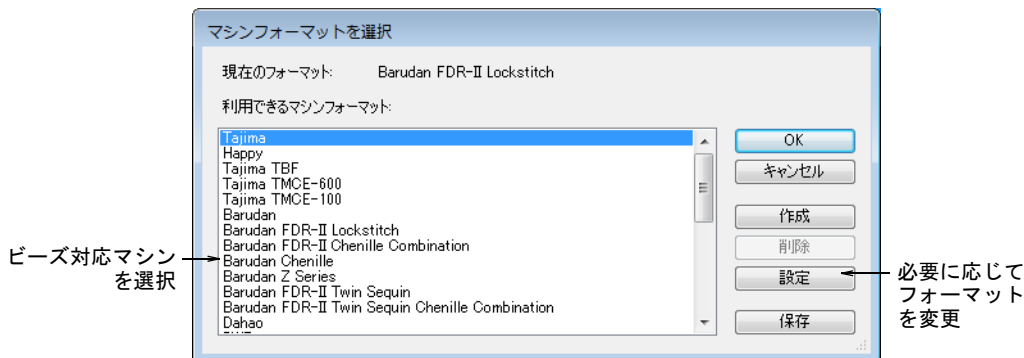 マシンフォーマットを選択
現在のフォーマット: Barudan FDR-II Lockstitch
利用できるマシンフォーマット:
Tajima
Happy
Tajima TBF
Tajima TMCE-600
Tajima TMCE-100
Barudan
Barudan FDR-II Lockstitch
Barudan FDR-II Chenille Combination
Barudan Chenille
Barudan Z Series
Barudan FDR-II Twin Sequin
Barudan FDR-II Twin Sequin Chenille Combination
Dahao
OK
キャンセル
作成
削除
設定
保存
ビーズ対応マシン
を選択
必要に応じて
フォーマット
を変更